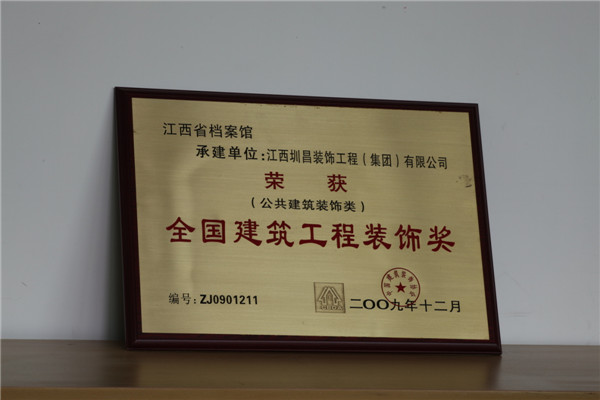 江西省档案馆
承建单位:江西圳昌装饰工程(集团)有限公司
荣 获
(公共建筑装饰类)
全国建筑工程装饰奖
编号:ZJ0901211
二〇〇九年十二月